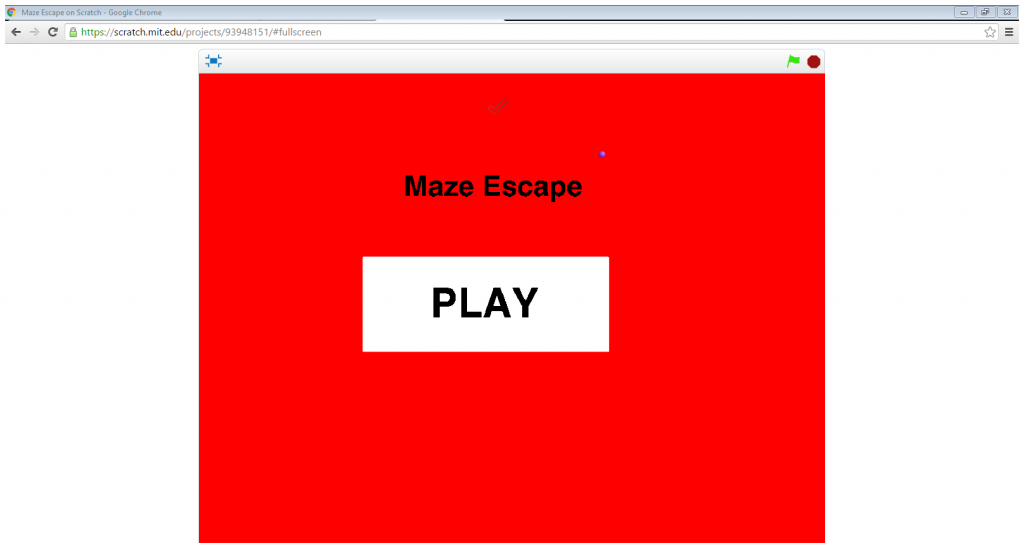 Maze Escape on Scratch - Google Chrome
https://scratch.mit.edu/projects/93948151/#fullscreen
Maze Escape
PLAY